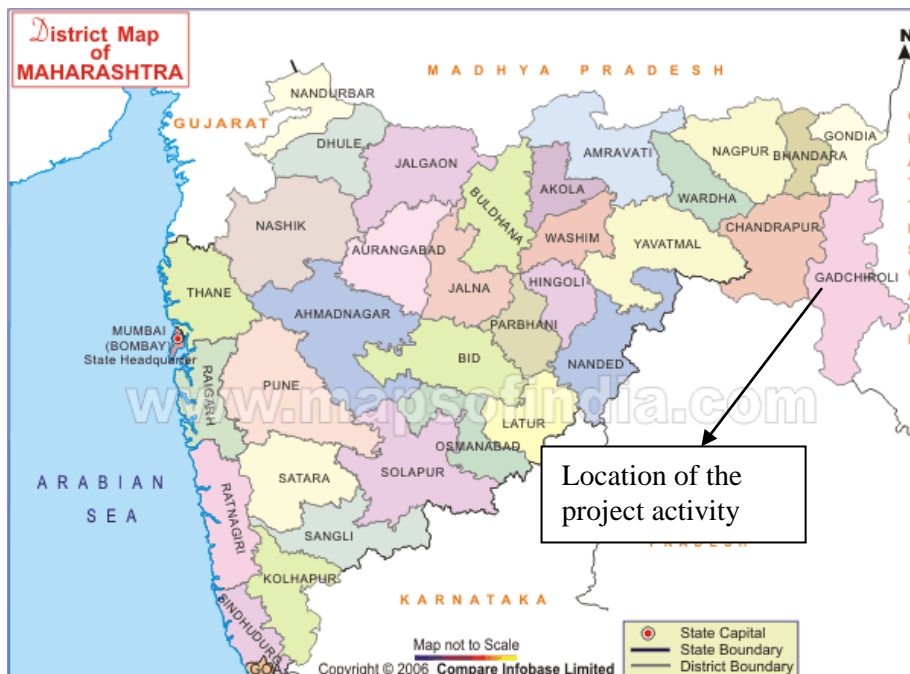 District Map
of
MAHARASHTRA
N
MADHYA PRADESH
GUJARAT
NANDURBAR
DHULE
JALGAON
BULDHANA
AKOLA
AMRAVATI
NAGPUR
BHANDARA
GONDIA
WARDHA
NASHIK
AURANGABAD
JALNA
WASHIM
YAVATMAL
CHANDRAPUR
GADCHIROLI
THANE
AHMADNAGAR
HINGOLI
PARBHANI
MUMBAI
(BOMBAY)
State Headquarter
RAIGARH
PUNE
BID
NANDED
www.mapsofindia.com
LATUR
OSMANABAD
ARABIAN
SEA
SATARA
SOLAPUR
Location of the
project activity
RATNAGIRI
SANGLI
PRADESH
KOLHAPUR
SINDHUDURG
KARNATAKA
GOA
Map not to Scale
Copyright © 2006 Compare Infobase Limited
State Capital
State Boundary
District Boundary